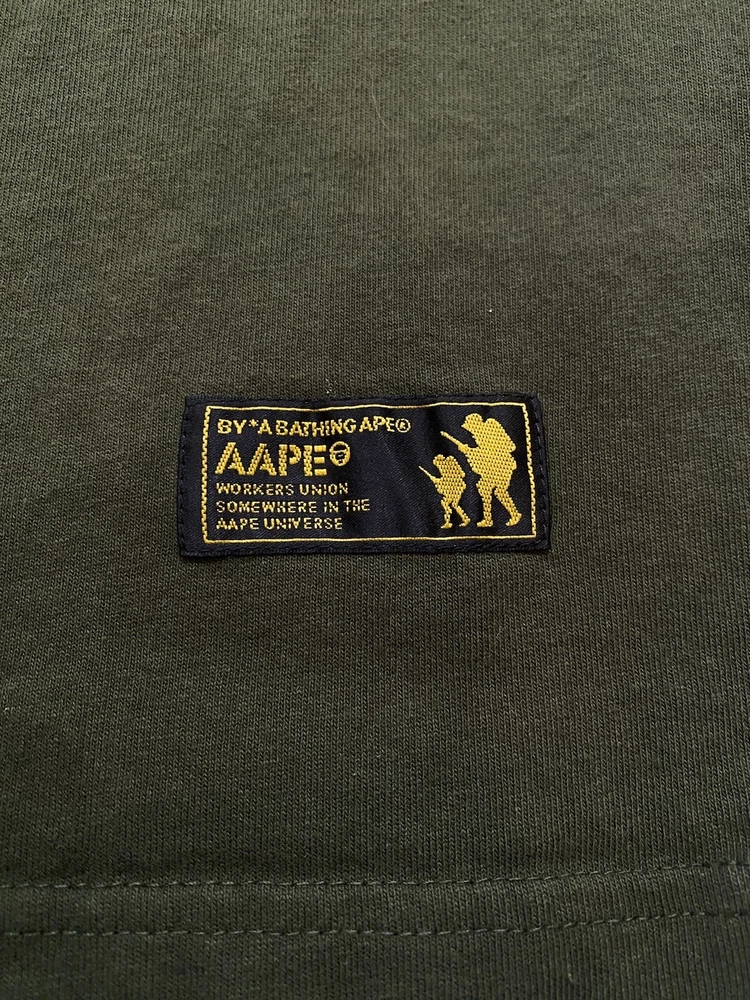 BY *A BATHING APE®
AAPE
WORKERS UNION
SOMEWHERE IN THE
AAPE UNIVERSE